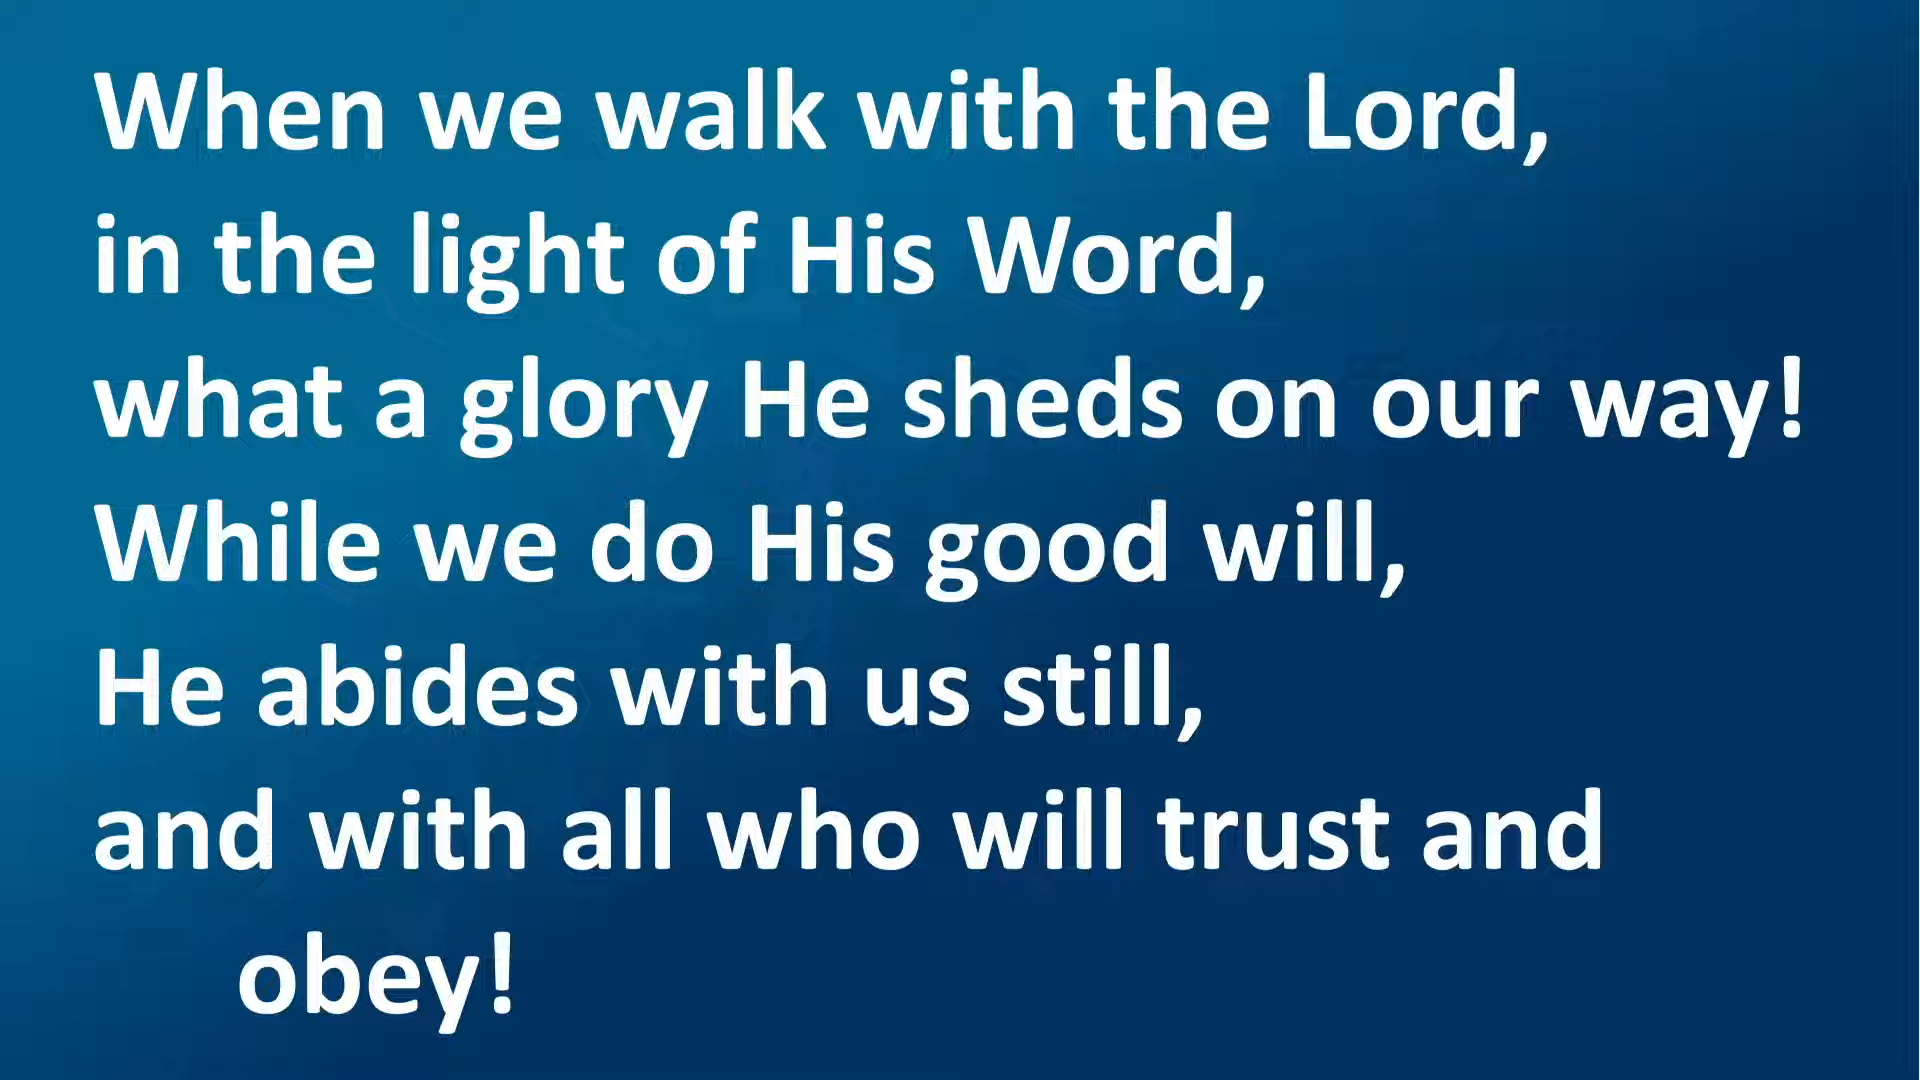 When we walk with the Lord,
in the light of His Word,
what a glory He sheds on our way!
While we do His good will,
He abides with us still,
and with all who will trust and
obey!